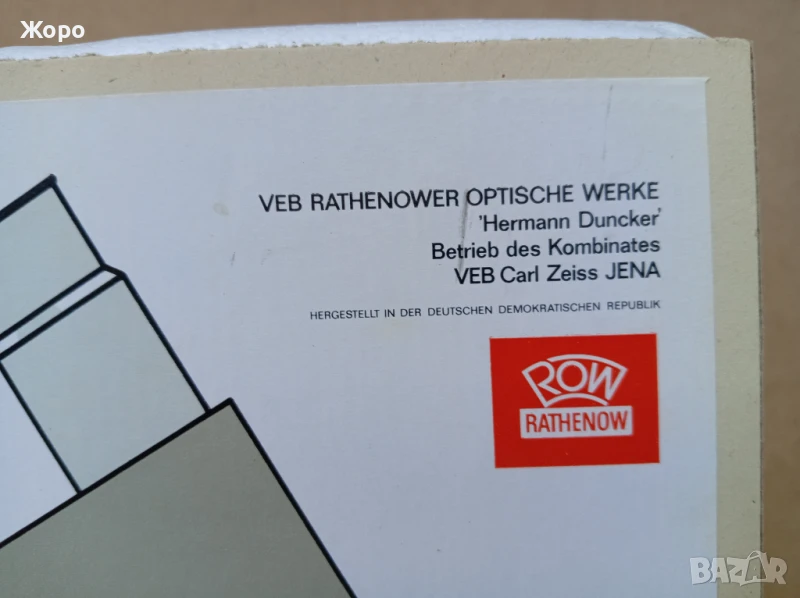 Жоро
VEB RATHENOWER OPTISCHE WERKE
'Hermann Duncker'
Betrieb des Kombinates
VEB Carl Zeiss JENA
HERGESTELLT IN DER DEUTSCHEN DEMOKRATISCHEN REPUBLIK
ROW
RATHENOW
BAZAR